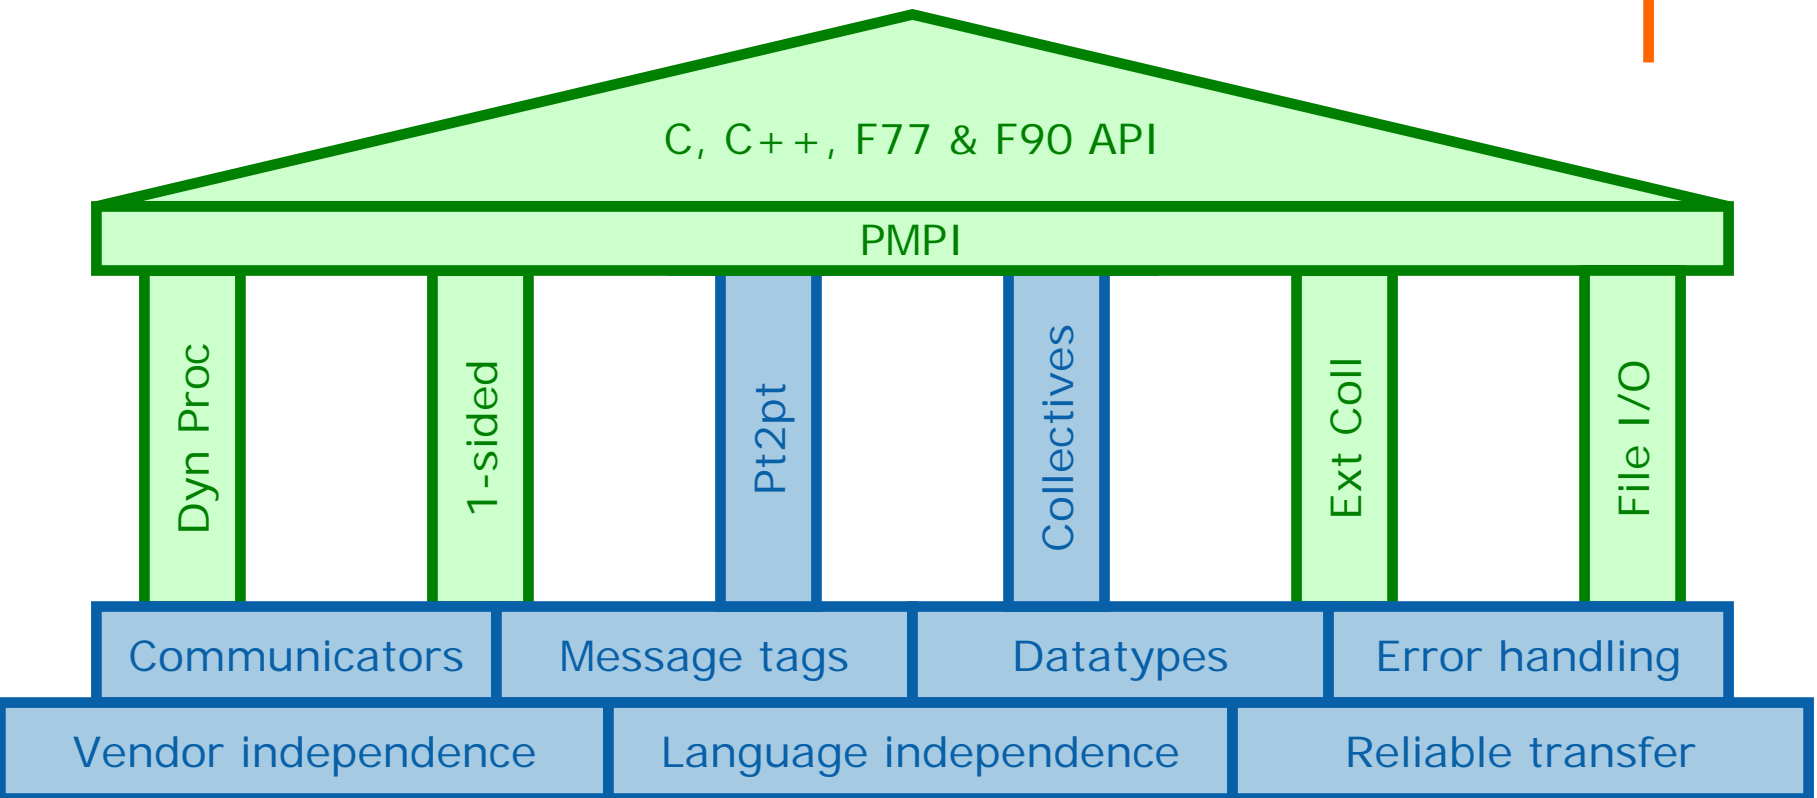 C, C++, F77 & F90 API
PMPI
Dyn Proc
1-sided
Pt2pt
Collectives
Ext Coll
File I/O
Communicators
Message tags
Datatypes
Error handling
Vendor independence
Language independence
Reliable transfer